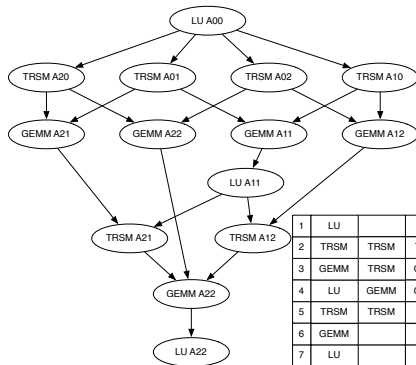 LU A00
TRSM A20 TRSM A01 TRSM A02 TRSM A10
GEMM A21 GEMM A22 GEMM A11 GEMM A12
LU A11
TRSM A21 TRSM A12
GEMM A22
LU A22
1 LU
2 TRSM TRSM
3 GEMM TRSM
4 LU GEMM
5 TRSM TRSM
6 GEMM
7 LU